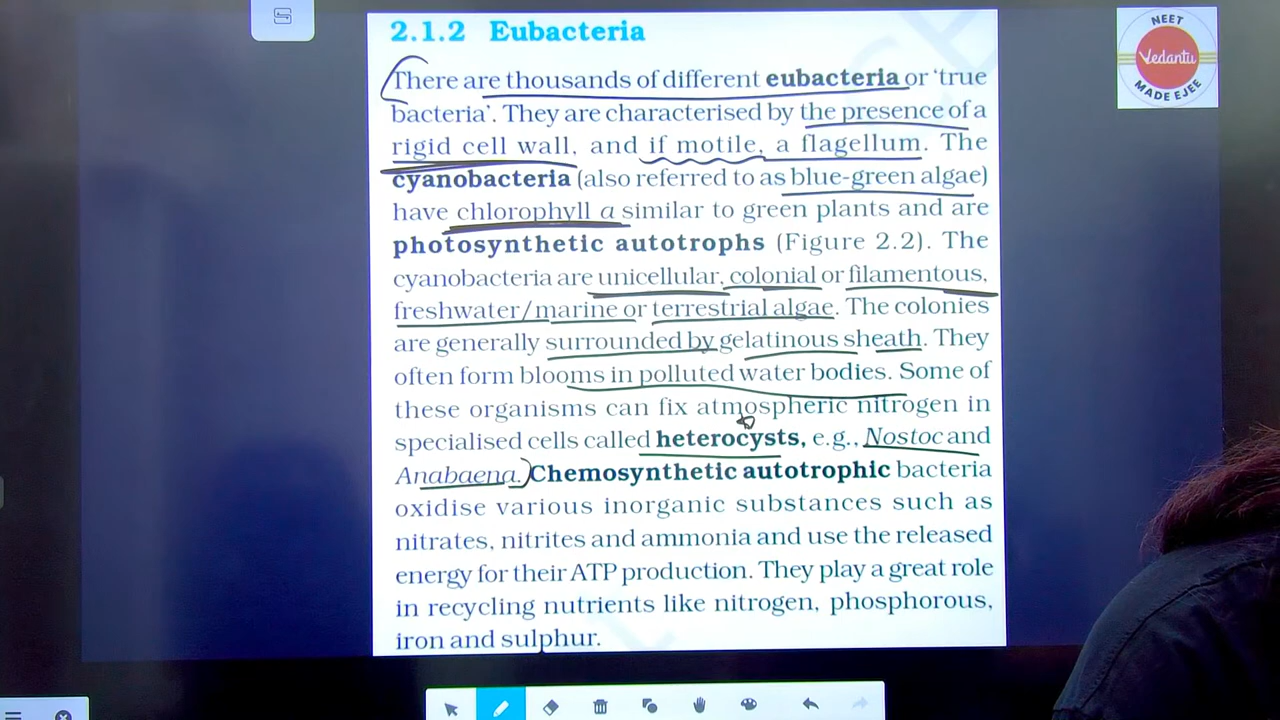 2.1.2 Eubacteria
There are thousands of different eubacteria or ‘true
bacteria’. They are characterised by the presence of a
rigid cell wall, and if motile, a flagellum. The
cyanobacteria (also referred to as blue-green algae)
have chlorophyll a similar to green plants and are
photosynthetic autotrophs (Figure 2.2). The
cyanobacteria are unicellular, colonial or filamentous,
freshwater/marine or terrestrial algae. The colonies
are generally surrounded by gelatinous sheath. They
often form blooms in polluted water bodies. Some of
these organisms can fix atmospheric nitrogen in
specialised cells called heterocysts, e.g., Nostoc and
Anabaena. Chemosynthetic autotrophic bacteria
oxidise various inorganic substances such as
nitrates, nitrites and ammonia and use the released
energy for their ATP production. They play a great role
in recycling nutrients like nitrogen, phosphorous,
iron and sulphur.
NEET
Vedantu
MADE EJEE